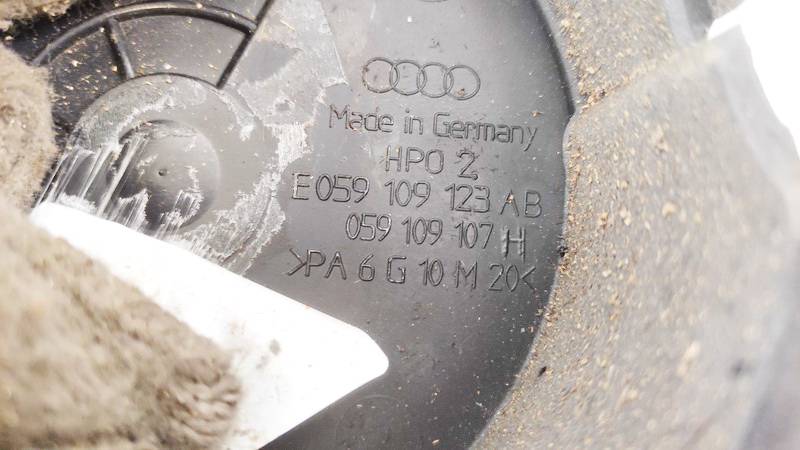 Made in Germany
HPO 2
E 059 109 123 AB
059 109 107 H
>PA 6 G 10 M 20<